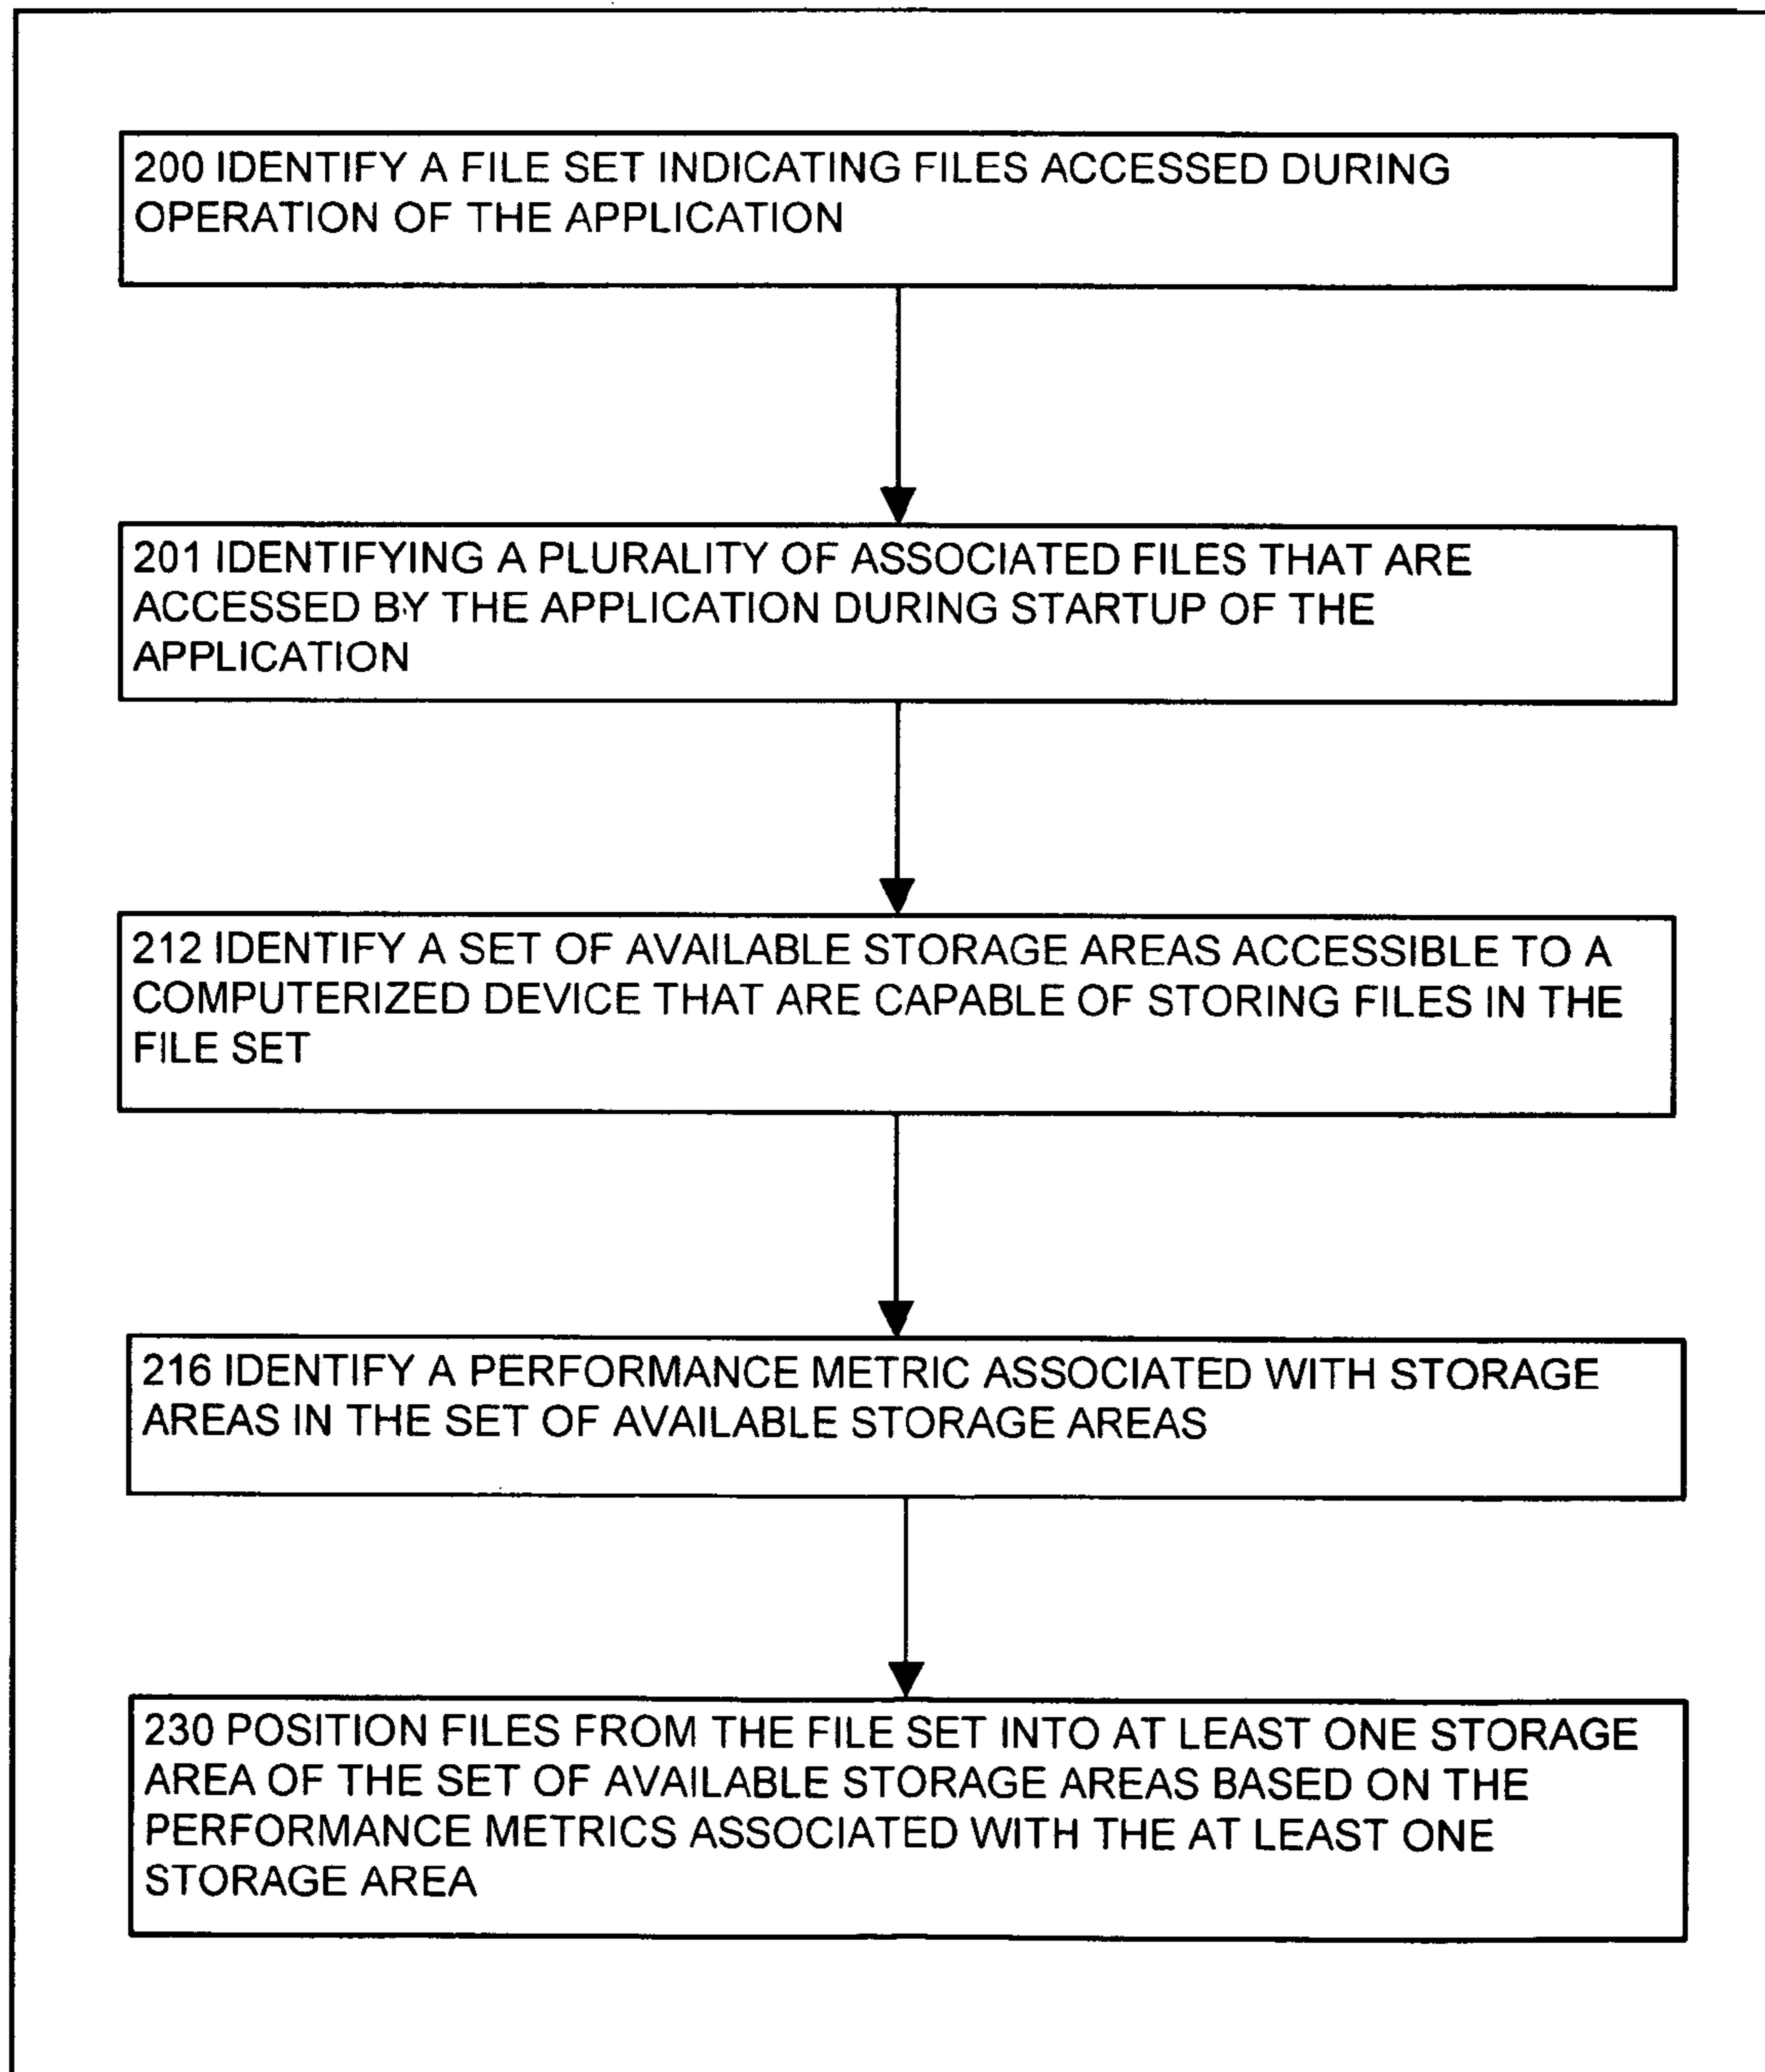 200 IDENTIFY A FILE SET INDICATING FILES ACCESSED DURING
OPERATION OF THE APPLICATION
201 IDENTIFYING A PLURALITY OF ASSOCIATED FILES THAT ARE
ACCESSED BY THE APPLICATION DURING STARTUP OF THE
APPLICATION
212 IDENTIFY A SET OF AVAILABLE STORAGE AREAS ACCESSIBLE TO A
COMPUTERIZED DEVICE THAT ARE CAPABLE OF STORING FILES IN THE
FILE SET
216 IDENTIFY A PERFORMANCE METRIC ASSOCIATED WITH STORAGE
AREAS IN THE SET OF AVAILABLE STORAGE AREAS
230 POSITION FILES FROM THE FILE SET INTO AT LEAST ONE STORAGE
AREA OF THE SET OF AVAILABLE STORAGE AREAS BASED ON THE
PERFORMANCE METRICS ASSOCIATED WITH THE AT LEAST ONE
STORAGE AREA